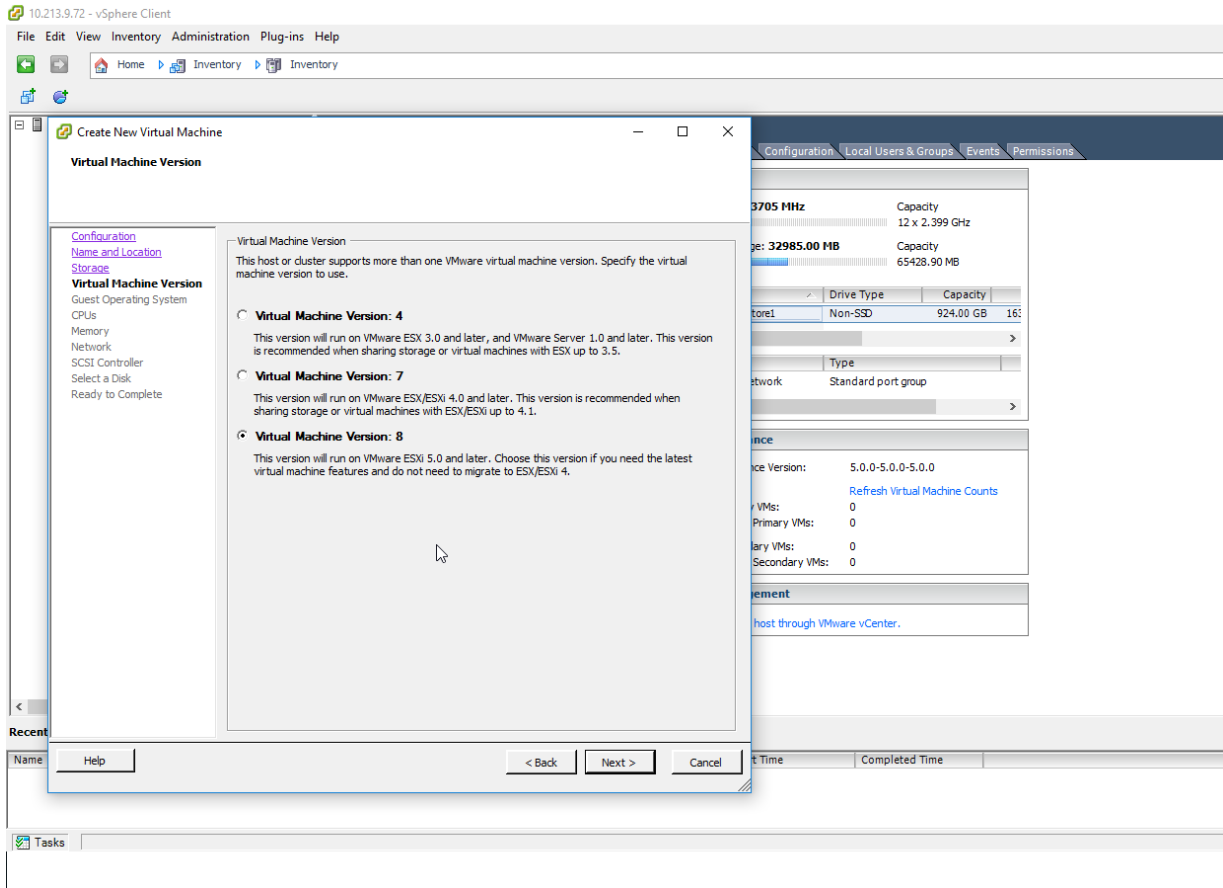 10.213.9.72 - vSphere Client
File Edit View Inventory Administration Plug-ins Help
Home Inventory Inventory
Create New Virtual Machine
Virtual Machine Version
Configuration
Name and Location
Storage
Virtual Machine Version
Guest Operating System
CPUs
Memory
Network
SCSI Controller
Select a Disk
Ready to Complete
Virtual Machine Version
This host or cluster supports more than one VMware virtual machine version. Specify the virtual
machine version to use.
Virtual Machine Version: 4
This version will run on VMware ESX 3.0 and later, and VMware Server 1.0 and later. This version
is recommended when sharing storage or virtual machines with ESX up to 3.5.
Virtual Machine Version: 7
This version will run on VMware ESX/ESXi 4.0 and later. This version is recommended when
sharing storage or virtual machines with ESX/ESXi up to 4.1.
Virtual Machine Version: 8
This version will run on VMware ESXi 5.0 and later. Choose this version if you need the latest
virtual machine features and do not need to migrate to ESX/ESXi 4.
Help < Back Next > Cancel
Configuration Local Users & Groups Events Permissions
3705 MHz Capacity
12 x 2.399 GHz
ge: 32985.00 MB Capacity
65428.90 MB
Drive Type Capacity
tore1 Non-SSD 924.00 GB 163
Type
etwork Standard port group
ance
nce Version: 5.0.0-5.0.0-5.0.0
Refresh Virtual Machine Counts
y VMs: 0
Primary VMs: 0
lary VMs: 0
Secondary VMs: 0
gement
host through VMware vCenter.
Recent
Name t Time Completed Time
Tasks